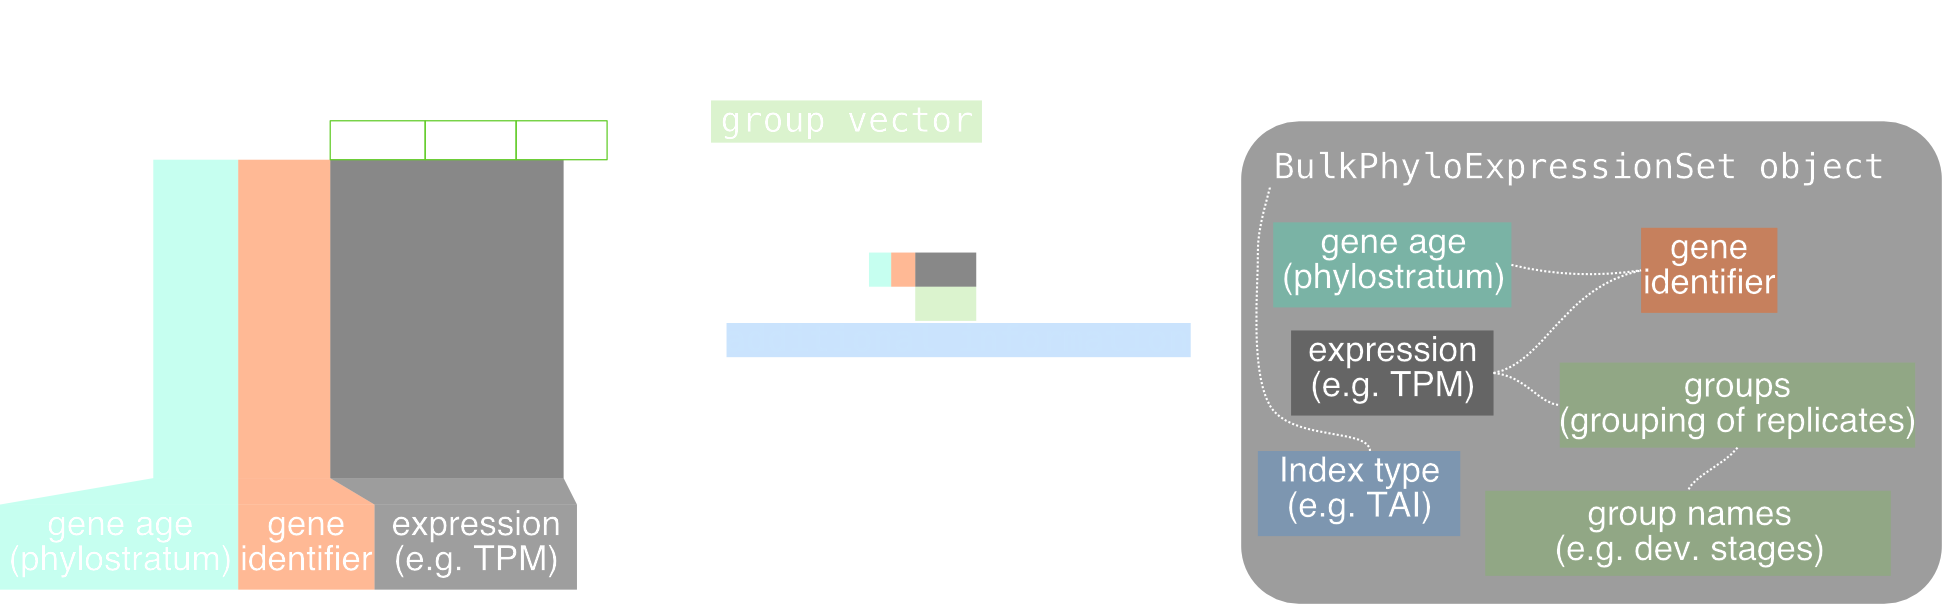 group vector
gene age
(phylostratum)
gene
identifier
expression
(e.g. TPM)
BulkPhyloExpressionSet object
gene age
(phylostratum)
gene
identifier
expression
(e.g. TPM)
groups
(grouping of replicates)
Index type
(e.g. TAI)
group names
(e.g. dev. stages)